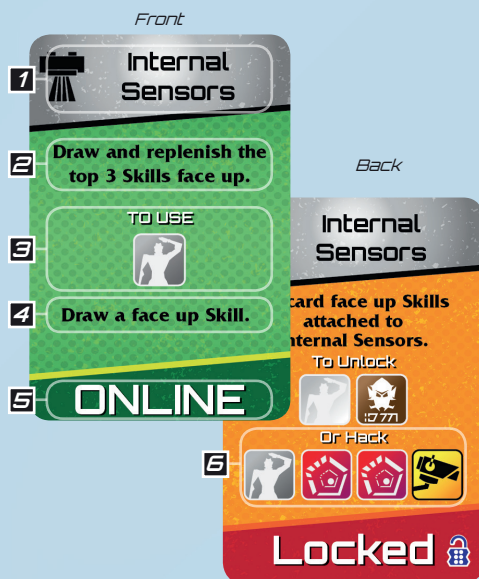 Front
1
Internal
Sensors
2
Draw and replenish the
top 3 Skills face up.
3
TO USE
4
Draw a face up Skill.
5
ONLINE
Back
Internal
Sensors
card face up Skills
attached to
nternal Sensors.
To Unlock
Or Hack
6
Locked